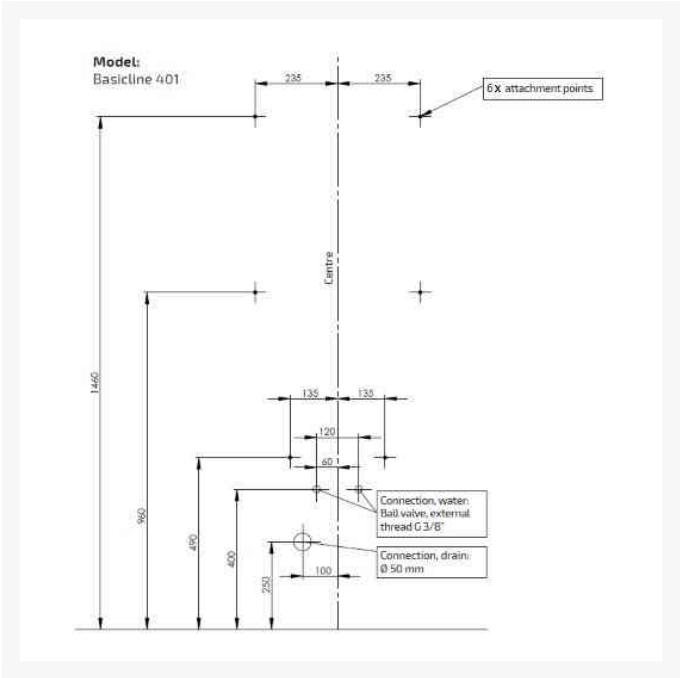 Model:
Basicline 401
235
235
6x attachment points
Centre
1460
135
135
120
60
960
490
400
Connection, water:
Ball valve, external
thread G 3/8"
Connection, drain:
Ø 50 mm
100
250